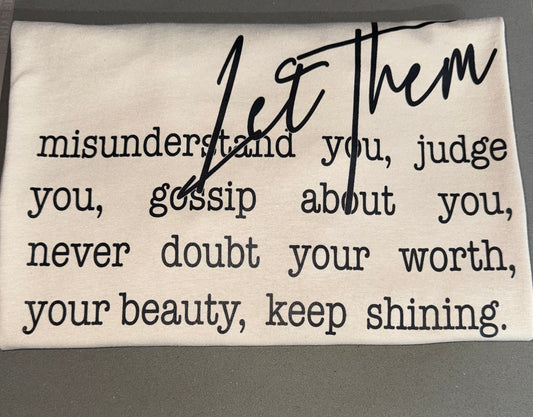 Let Them
misunderstand you, judge
you, gossip about you,
never doubt your worth,
your beauty, keep shining.